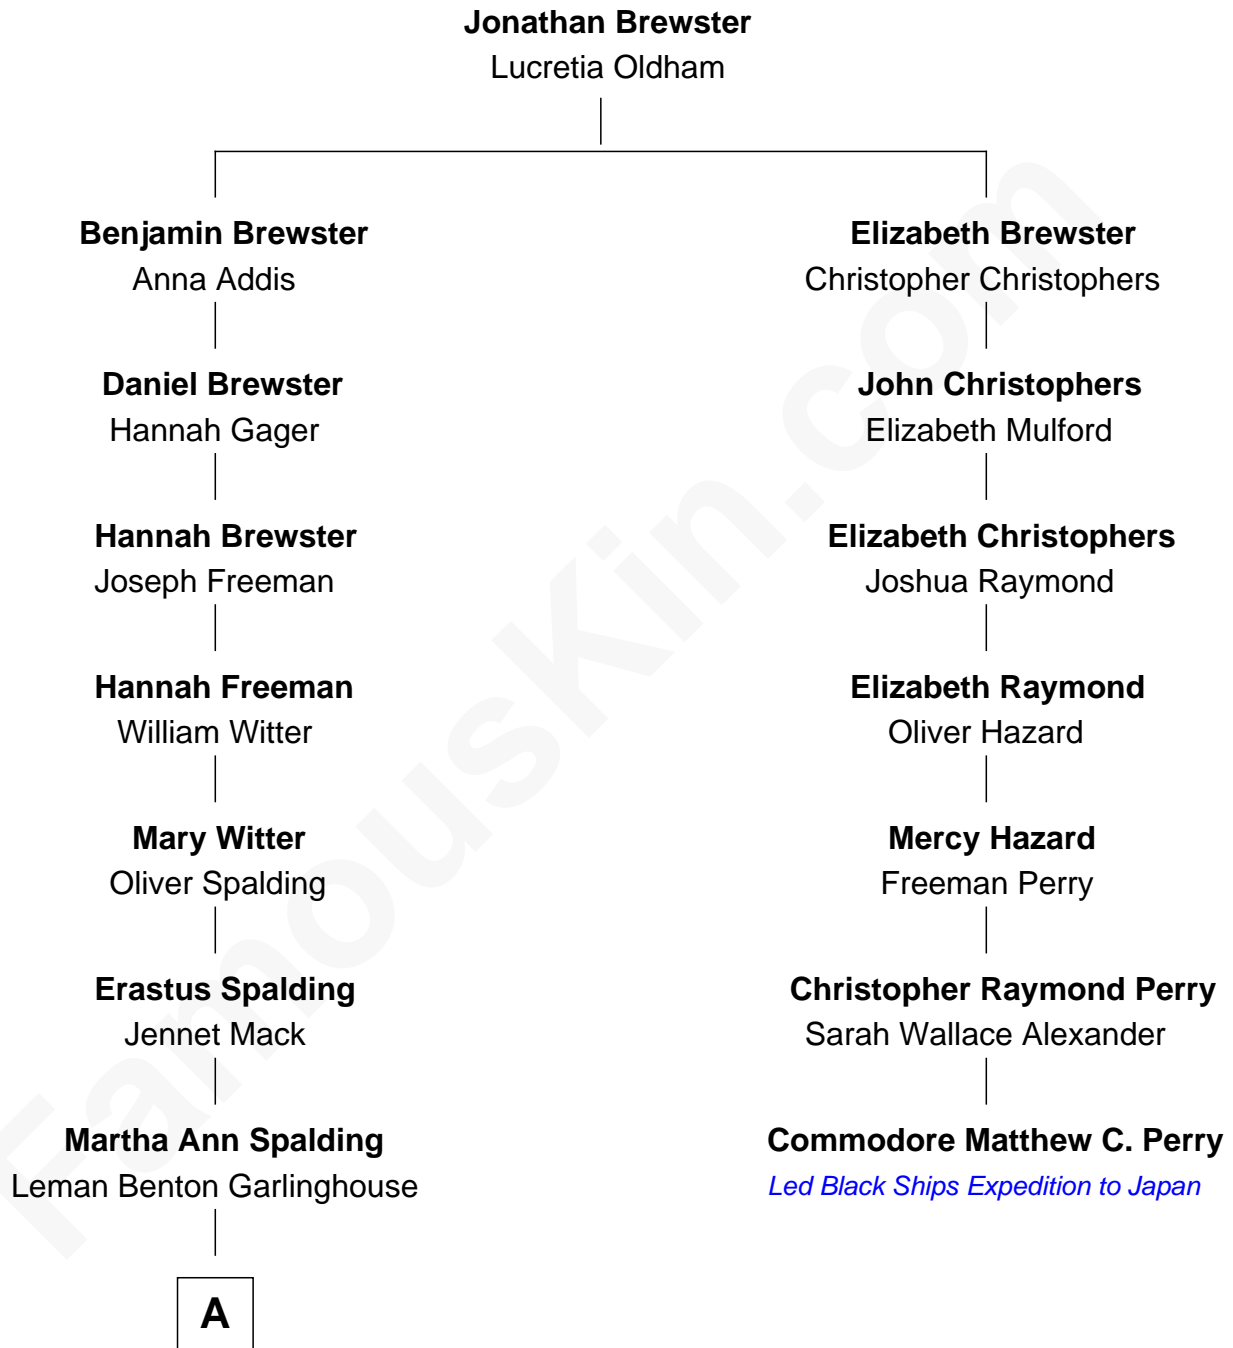 Jonathan Brewster
Lucretia Oldham
Benjamin Brewster
Anna Addis
Elizabeth Brewster
Christopher Christophers
Daniel Brewster
Hannah Gager
John Christophers
Elizabeth Mulford
Hannah Brewster
Joseph Freeman
Elizabeth Christophers
Joshua Raymond
Hannah Freeman
William Witter
Elizabeth Raymond
Oliver Hazard
Mary Witter
Oliver Spalding
Mercy Hazard
Freeman Perry
Erastus Spalding
Jennet Mack
Christopher Raymond Perry
Sarah Wallace Alexander
Martha Ann Spalding
Leman Benton Garlinghouse
Commodore Matthew C. Perry
Led Black Ships Expedition to Japan
A
FamousKin.com